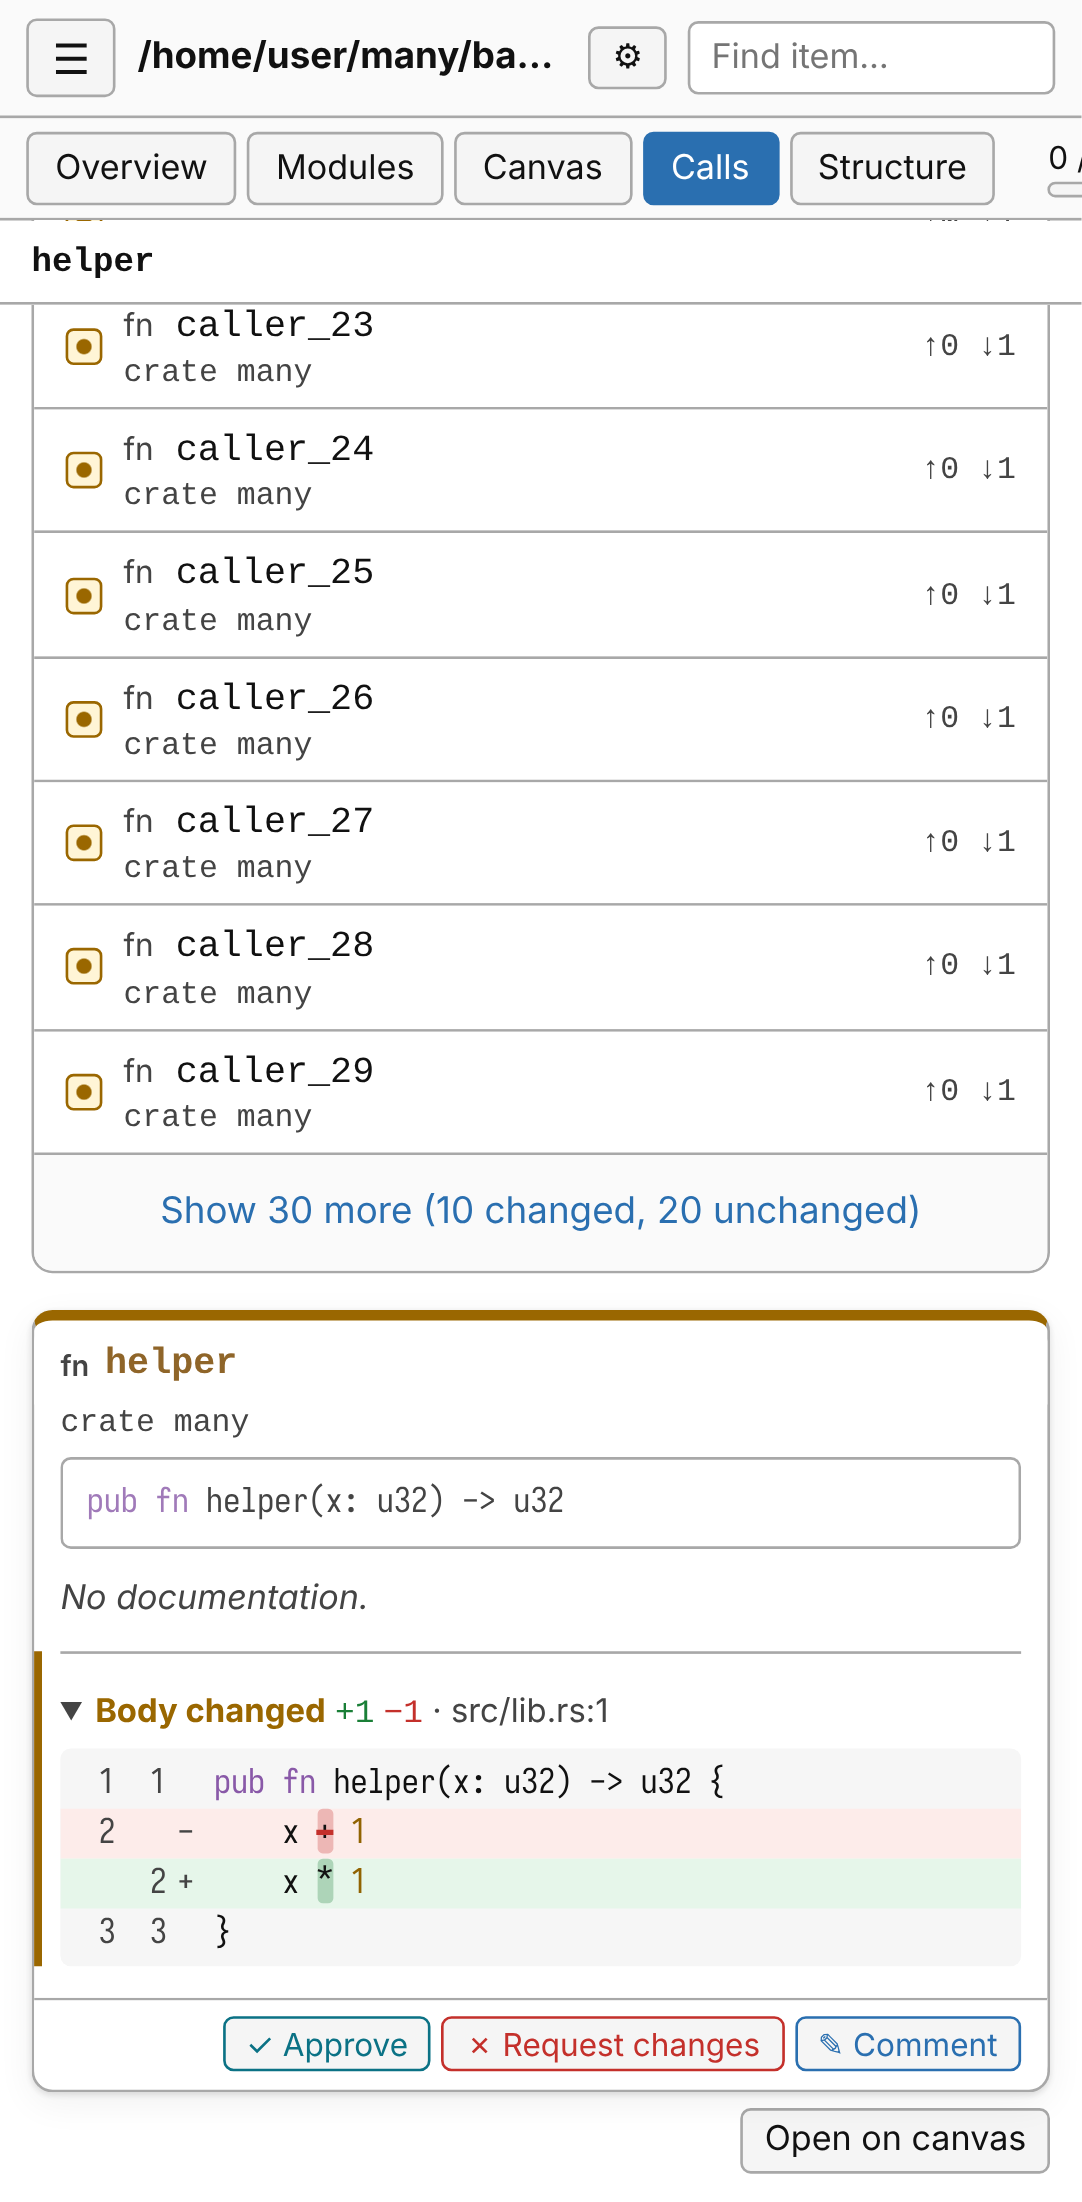 ☰ /home/user/many/ba... ⚙ Find item...
Overview Modules Canvas Calls Structure 0 /
helper
fn caller_23 ↑0 ↓1
crate many
fn caller_24 ↑0 ↓1
crate many
fn caller_25 ↑0 ↓1
crate many
fn caller_26 ↑0 ↓1
crate many
fn caller_27 ↑0 ↓1
crate many
fn caller_28 ↑0 ↓1
crate many
fn caller_29 ↑0 ↓1
crate many
Show 30 more (10 changed, 20 unchanged)
fn helper
crate many
pub fn helper(x: u32) -> u32
No documentation.
▼ Body changed +1 −1 · src/lib.rs:1
1 1 pub fn helper(x: u32) -> u32 {
2 − x + 1
2 + x * 1
3 3 }
✓ Approve × Request changes ✎ Comment
Open on canvas